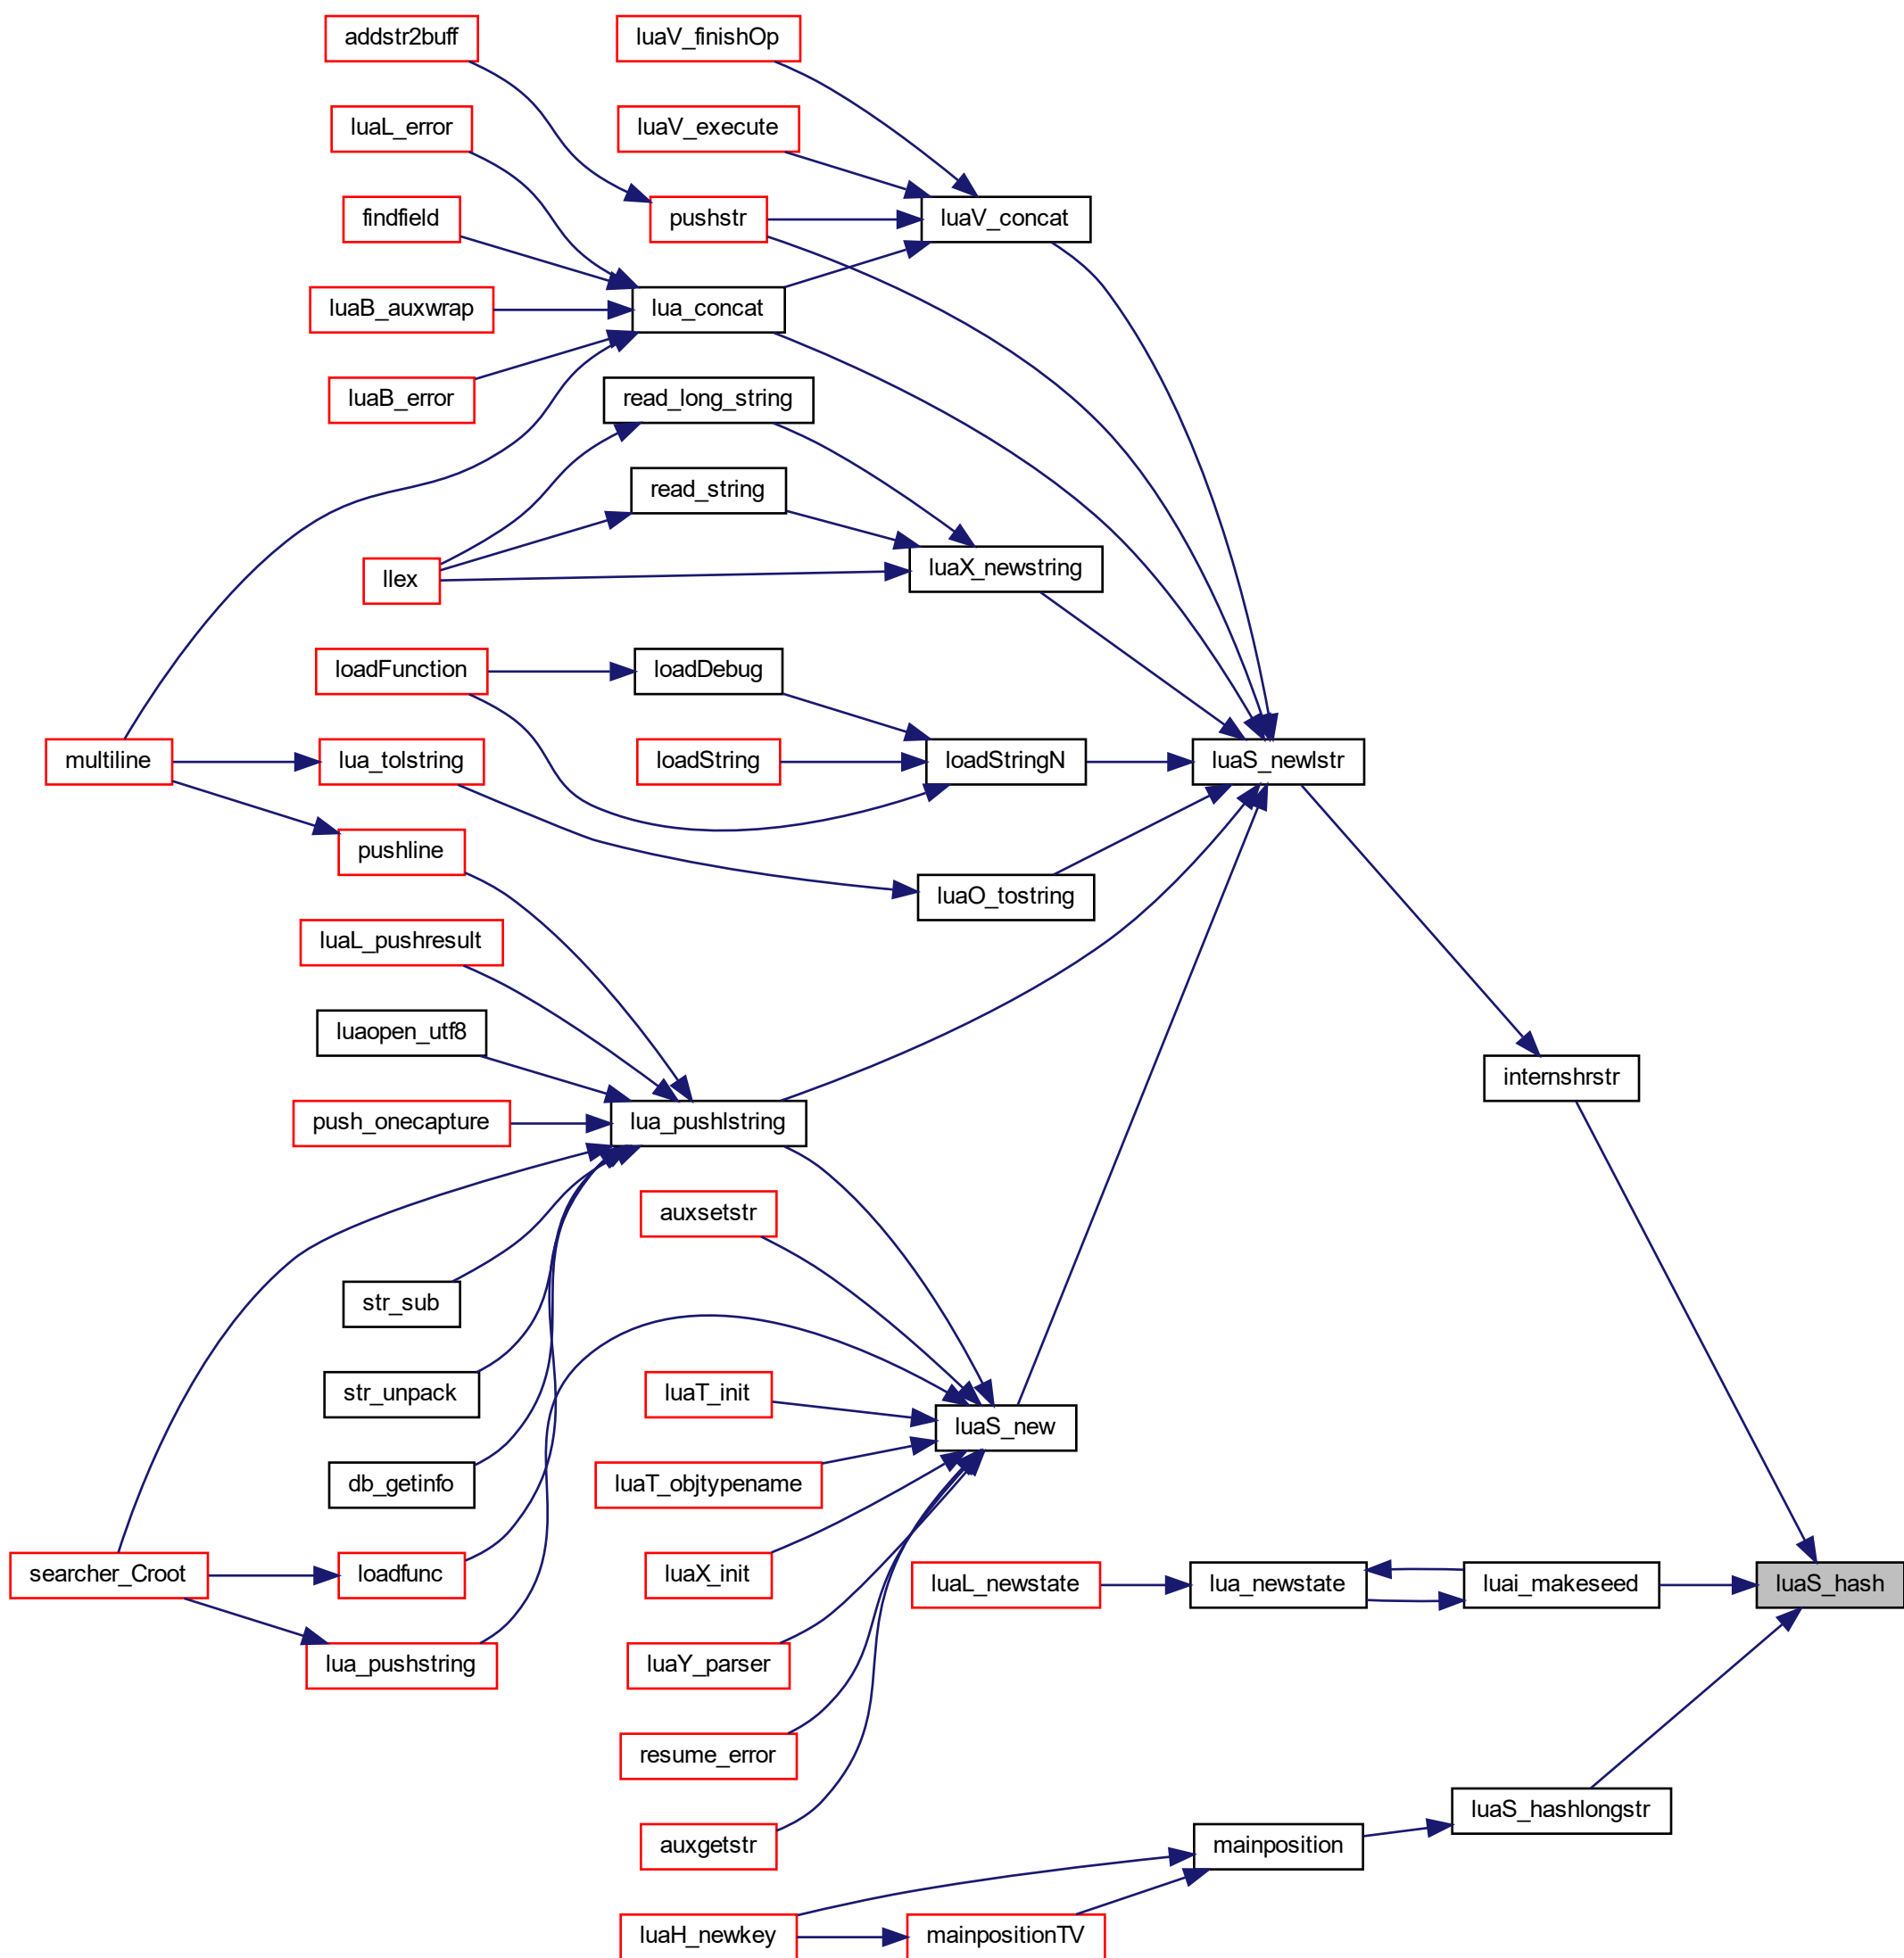 addstr2buff
luaV_finishOp
luaL_error
luaV_execute
findfield
pushstr
luaV_concat
luaB_auxwrap
lua_concat
luaB_error
read_long_string
read_string
llex
luaX_newstring
loadFunction
loadDebug
multiline
lua_tolstring
loadString
loadStringN
luaS_newlstr
pushline
luaO_tostring
luaL_pushresult
luaopen_utf8
internshrstr
push_onecapture
lua_pushlstring
auxsetstr
str_sub
str_unpack
luaT_init
luaS_new
db_getinfo
luaT_objtypename
searcher_Croot
loadfunc
luaX_init
luaL_newstate
lua_newstate
luai_makeseed
luaS_hash
lua_pushstring
luaY_parser
resume_error
luaS_hashlongstr
auxgetstr
mainposition
luaH_newkey
mainpositionTV